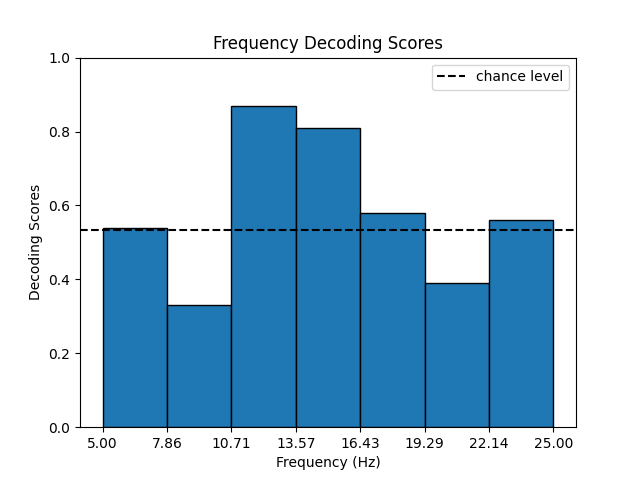 Frequency Decoding Scores
chance level
Decoding Scores
1.0
0.8
0.6
0.4
0.2
0.0
5.00 7.86 10.71 13.57 16.43 19.29 22.14 25.00
Frequency (Hz)